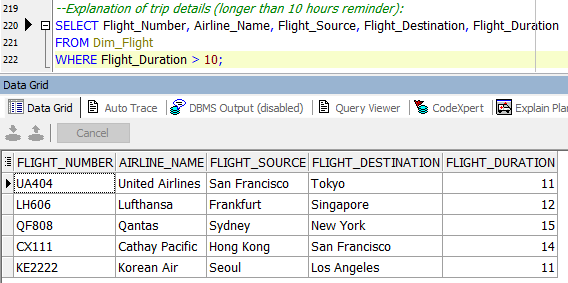 219 --Explanation of trip details (longer than 10 hours reminder):
220 SELECT Flight_Number, Airline_Name, Flight_Source, Flight_Destination, Flight_Duration
221 FROM Dim_Flight
222 WHERE Flight_Duration > 10;
Data Grid
Data Grid Auto Trace DBMS Output (disabled) Query Viewer CodeXpert Explain Pla
Cancel
FLIGHT_NUMBER AIRLINE_NAME FLIGHT_SOURCE FLIGHT_DESTINATION FLIGHT_DURATION
UA404 United Airlines San Francisco Tokyo 11
LH606 Lufthansa Frankfurt Singapore 12
QF808 Qantas Sydney New York 15
CX111 Cathay Pacific Hong Kong San Francisco 14
KE2222 Korean Air Seoul Los Angeles 11